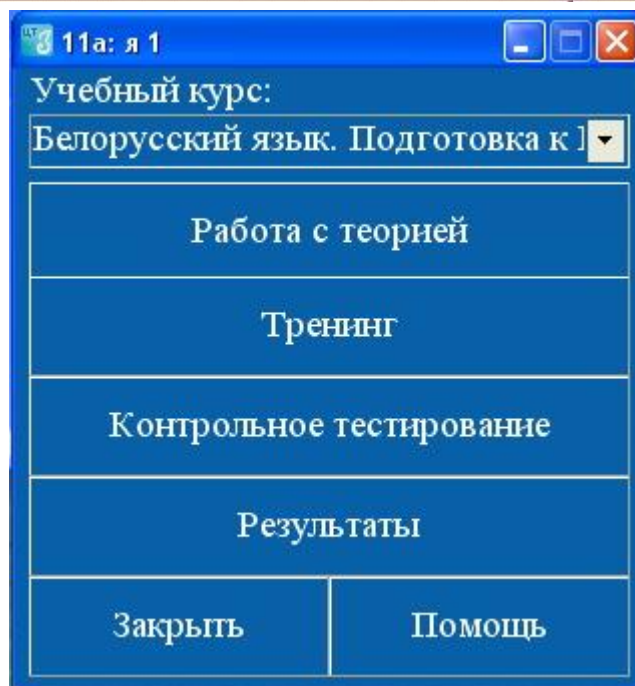 11а: я 1
Учебный курс:
Белорусский язык. Подготовка к
Работа с теорией
Тренинг
Контрольное тестирование
Результаты
Закрыть Помощь